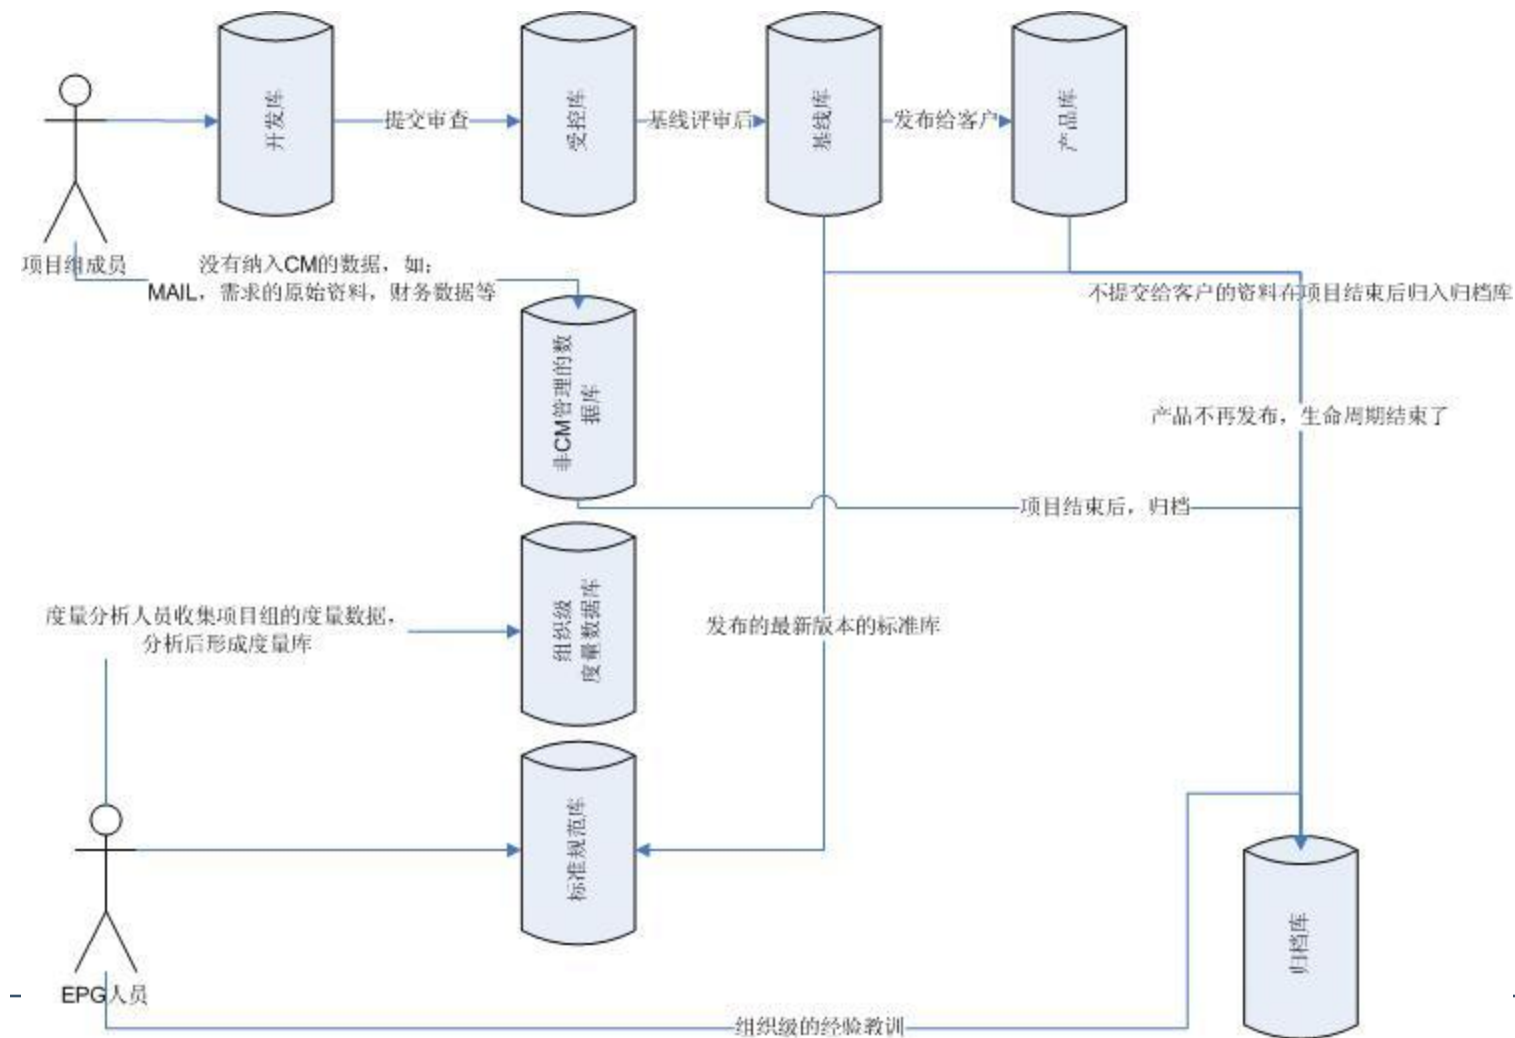 开发库
提交审查
受控库
基线评审后
基线库
发布给客户
产品库
项目组成员
没有纳入CM的数据，如：
MAIL，需求的原始资料，财务数据等
不提交给客户的资料在项目结束后归入归档库
非CM管理的数
据库
产品不再发布，生命周期结束了
项目结束后，归档
度量分析人员收集项目组的度量数据，
分析后形成度量库
组织级
度量数据库
发布的最新版本的标准库
标准规范库
归档库
EPG人员
组织级的经验教训